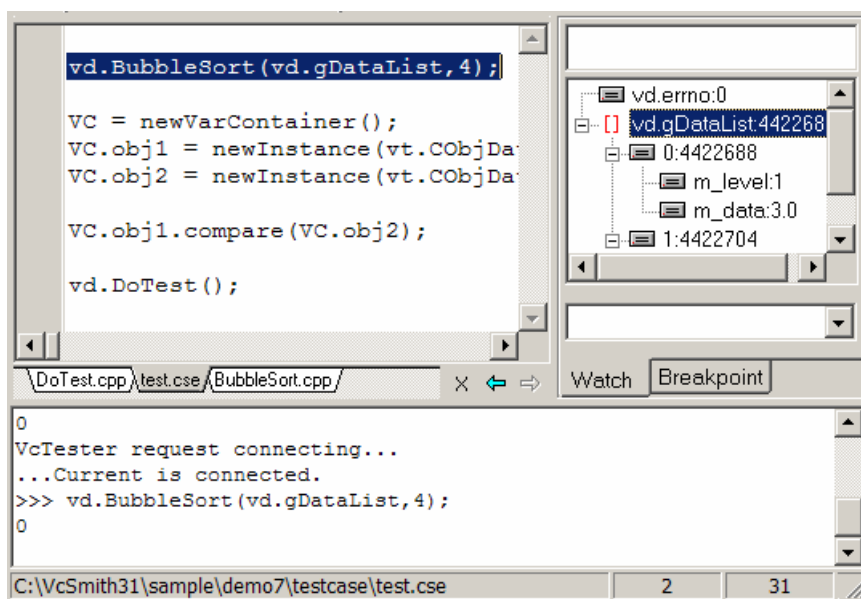 vd.BubbleSort(vd.gDataList,4);
VC = newVarContainer();
VC.obj1 = newInstance(vt.CObjDa
VC.obj2 = newInstance(vt.CObjDa
VC.obj1.compare(VC.obj2);
vd.DoTest();
DoTest.cpp test.cse BubbleSort.cpp
vd.errno:0
vd.gDataList:442268
0:4422688
m_level:1
m_data:3.0
1:4422704
Watch Breakpoint
0
VcTester request connecting...
...Current is connected.
>>> vd.BubbleSort(vd.gDataList,4);
0
C:\VcSmith31\sample\demo7\testcase\test.cse 2 31